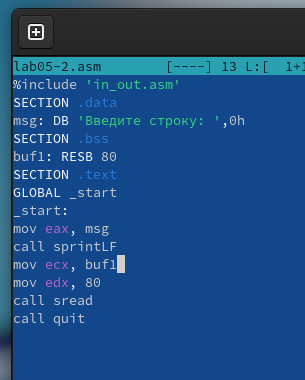 lab05-2.asm [----] 13 L:[ 1+1
%include 'in_out.asm'
SECTION .data
msg: DB 'Введите строку: ',0h
SECTION .bss
buf1: RESB 80
SECTION .text
GLOBAL _start
_start:
mov eax, msg
call sprintLF
mov ecx, buf1
mov edx, 80
call sread
call quit